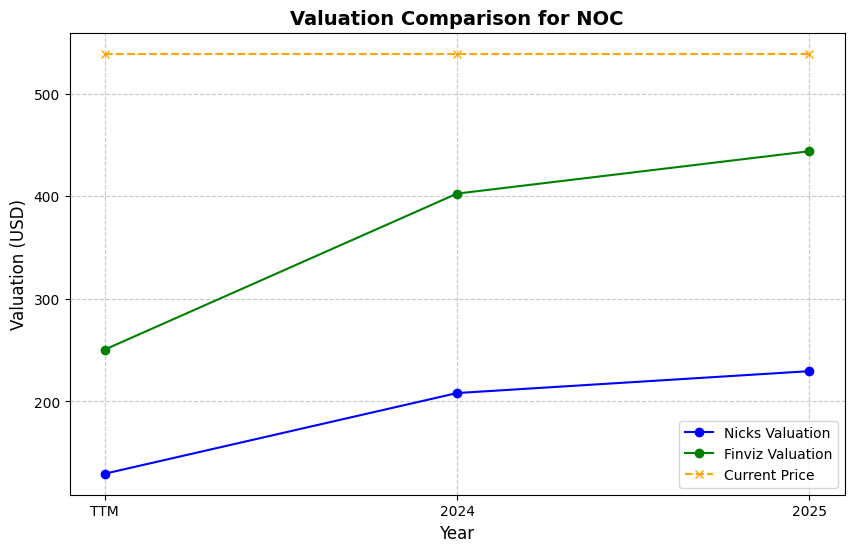 Valuation Comparison for NOC
Valuation (USD)
500
400
300
200
TTM
2024
2025
Year
Nicks Valuation
Finviz Valuation
Current Price